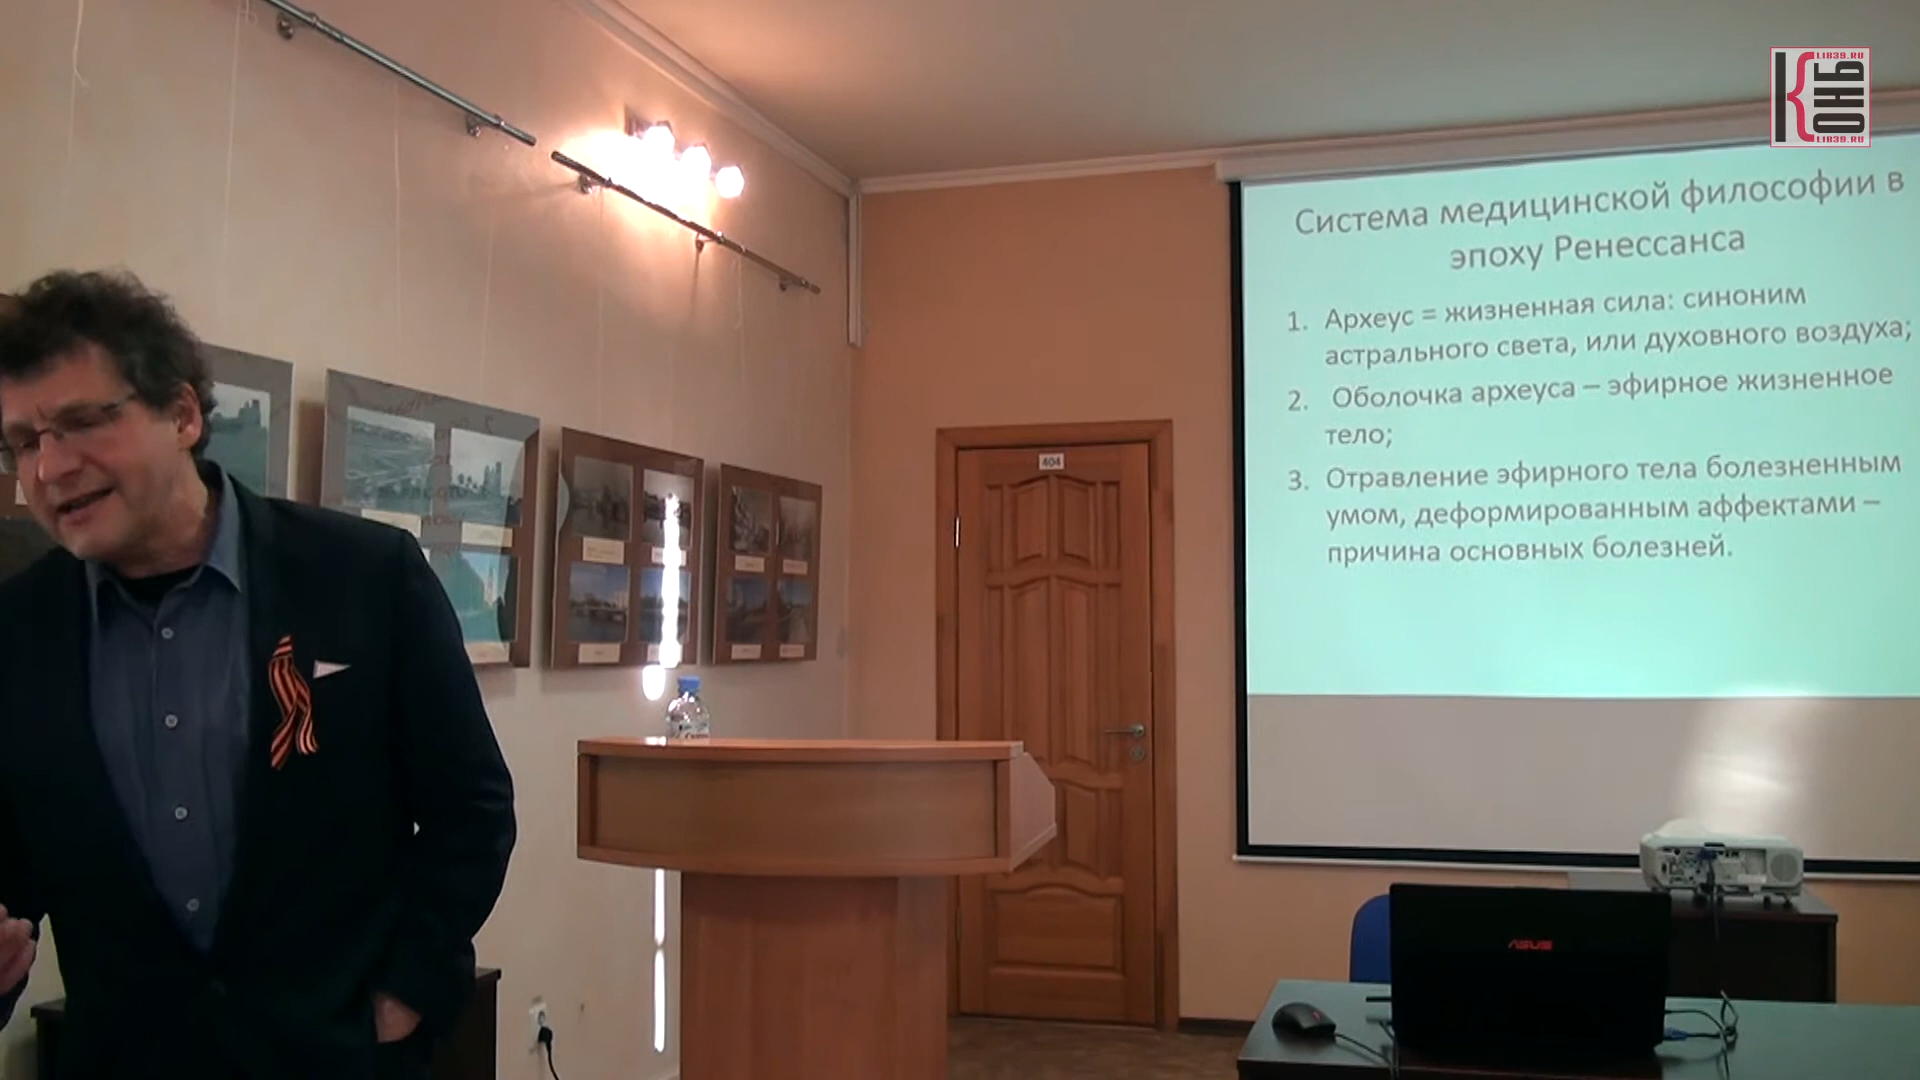 LIB39.RU
КОНБ
LIB39.RU
Система медицинской философии в
эпоху Ренессанса
1. Археус = жизненная сила: синоним
астрального света, или духовного воздуха;
2. Оболочка археуса – эфирное жизненное
тело;
3. Отравление эфирного тела болезненным
умом, деформированным аффектами –
причина основных болезней.
404
ASUS